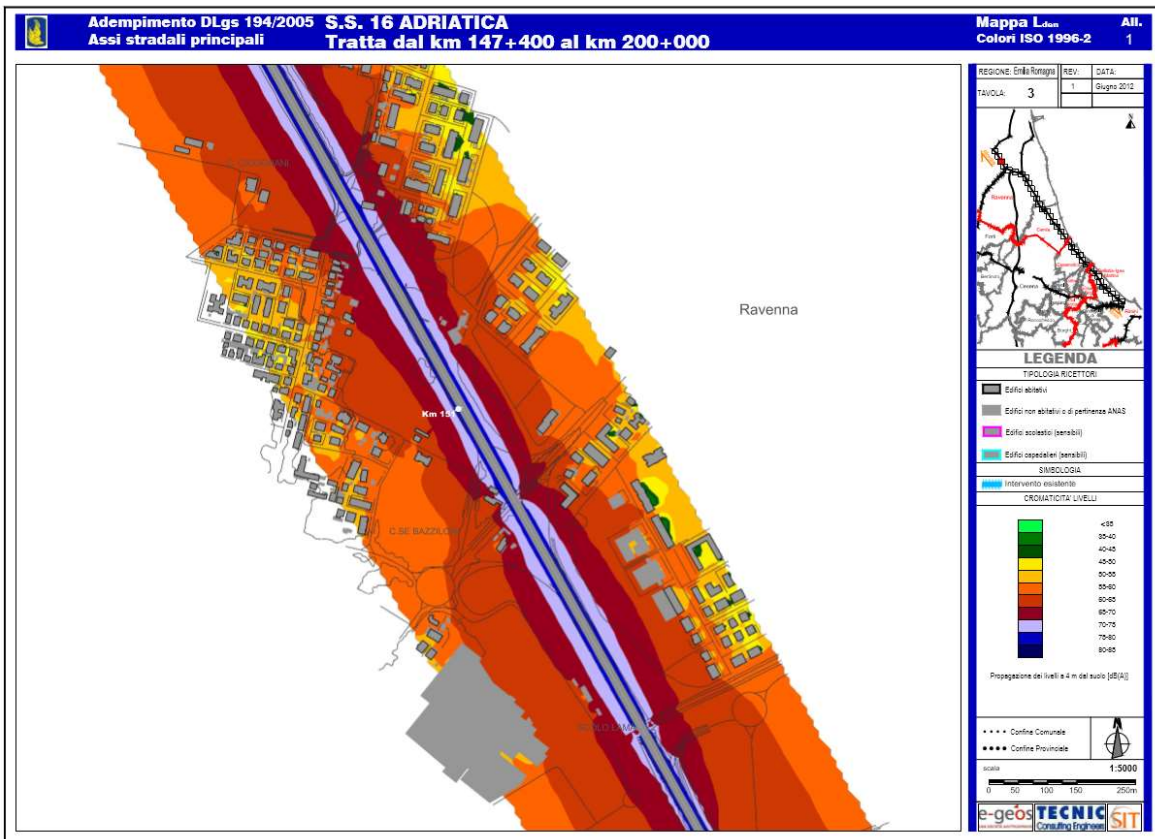 Adempimento DLgs 194/2005
Assi stradali principali
S.S. 16 ADRIATICA
Tratta dal km 147+400 al km 200+000
Mappa Lden
Colori ISO 1996-2
All.
1
REGIONE: Emilia Romagna
REV:
DATA:
1
Giugno 2012
TAVOLA: 3
Ravenna
Cervia
Rimini
LEGENDA
TIPOLOGIA RICETTORI
Edifici abitativi
Edifici non abitativi o di pertinenza ANAS
Edifici scolastici (sensibili)
Edifici ospedalieri (sensibili)
SIMBOLOGIA
Intervento esistente
CROMATICITA' LIVELLI
<35
35-40
40-45
45-50
50-55
55-60
60-65
65-70
70-75
75-80
80-85
Propagazione dei livelli a 4 m dal suolo [dB(A)]
Confine Comunale
Confine Provinciale
N
scala
1:5000
0 50 100 150 250m
e-geos
TECNIC
Consulting Engineers
SIT
Ravenna
Km 151